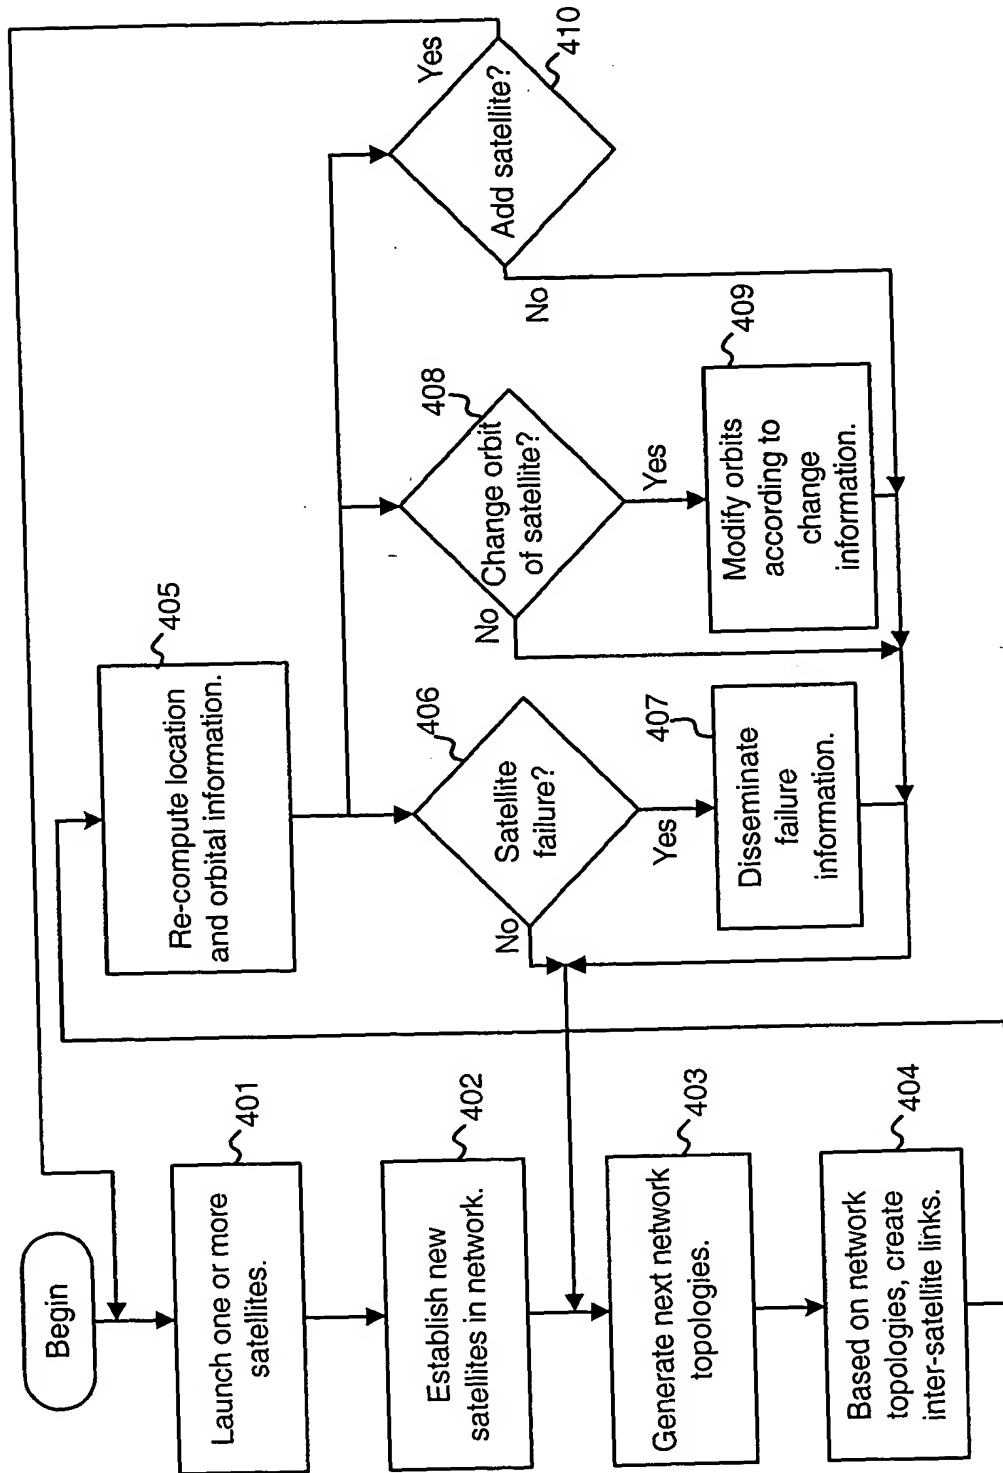 Begin
401
Launch one or more
satellites.
402
Establish new
satellites in network.
403
Generate next network
topologies.
404
Based on network
topologies, create
inter-satellite links.
405
Re-compute location
and orbital information.
406
Satellite
failure?
No
Yes
407
Disseminate
failure
information.
408
Change orbit
of satellite?
No
Yes
409
Modify orbits
according to
change
information.
410
Add satellite?
Yes
No